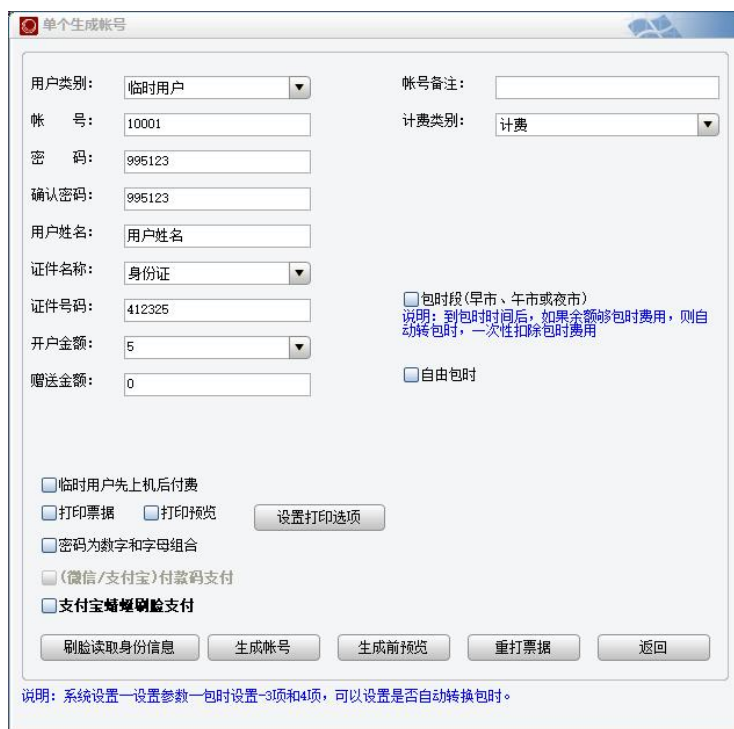 单个生成帐号
用户类别： 临时用户 帐号备注：
帐 号： 10001 计费类别： 计费
密 码： 995123
确认密码： 995123
用户姓名： 用户姓名
证件名称： 身份证
证件号码： 412325
包时段(早市、午市或夜市)
说明：到包时时间后，如果余额够包时费用，则自
动转包时，一次性扣除包时费用
开户金额： 5
赠送金额： 0 自由包时
临时用户先上机后付费
打印票据 打印预览 设置打印选项
密码为数字和字母组合
(微信/支付宝)付款码支付
支付宝蜻蜓刷脸支付
刷脸读取身份信息 生成帐号 生成前预览 重打票据 返回
说明：系统设置—设置参数—包时设置-3项和4项，可以设置是否自动转换包时。